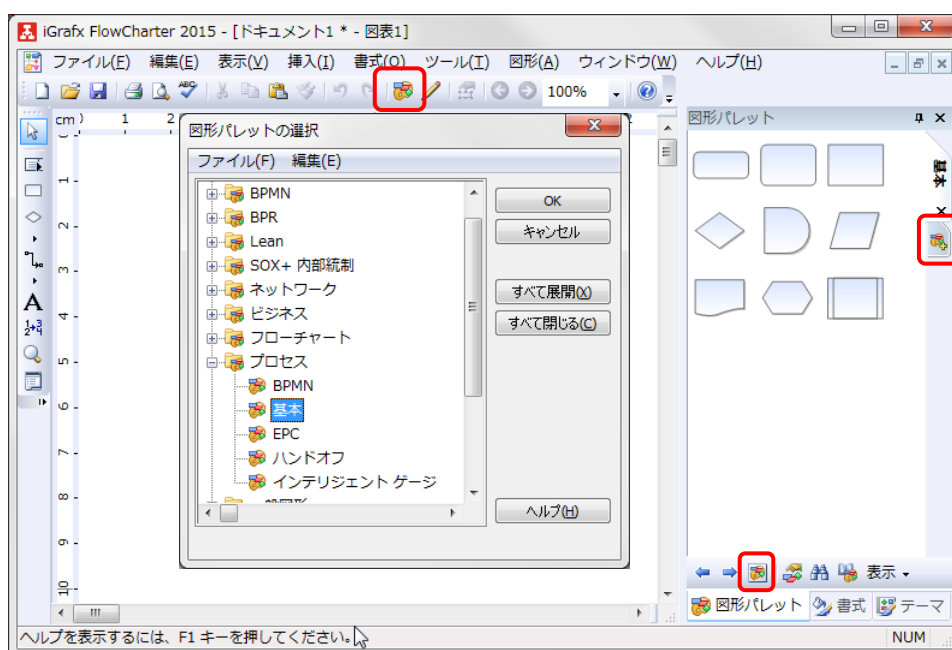 iGrafx FlowCharter 2015 - [ドキュメント1 * - 図表1]
ファイル(F) 編集(E) 表示(V) 挿入(I) 書式(O) ツール(T) 図形(A) ウィンドウ(W) ヘルプ(H)
100%
cm 1 2
図形パレットの選択
ファイル(F) 編集(E)
BPMN
BPR
Lean
SOX+ 内部統制
ネットワーク
ビジネス
フローチャート
プロセス
BPMN
基本
EPC
ハンドオフ
インテリジェント ゲージ
OK
キャンセル
すべて展開(X)
すべて閉じる(C)
ヘルプ(H)
1
2
3
4
5
6
7
8
9
10
図形パレット
基本
表示
図形パレット 書式 テーマ
ヘルプを表示するには、F1 キーを押してください。
NUM